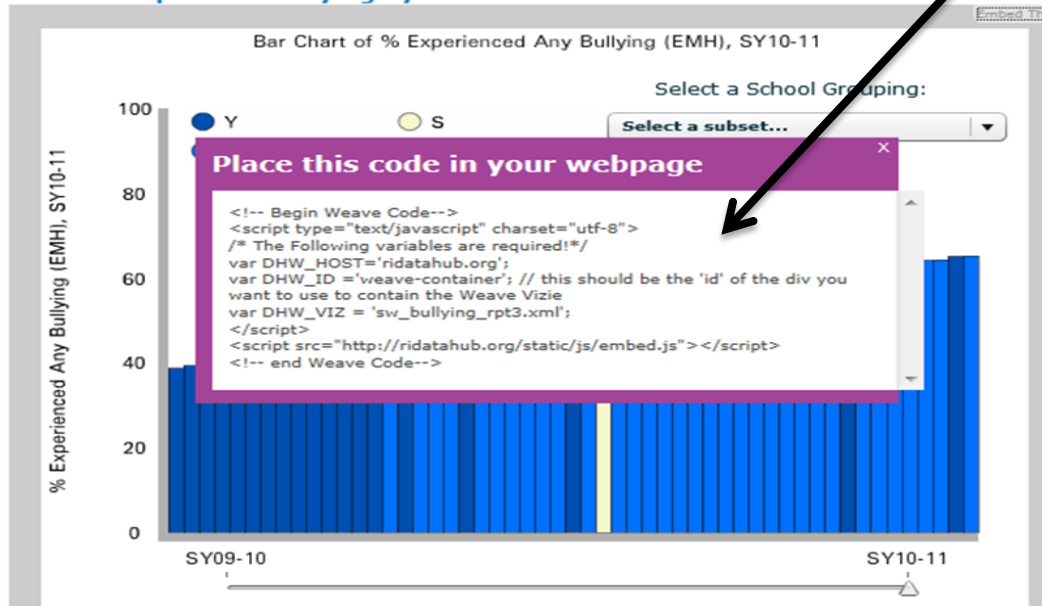 Embed Th
Bar Chart of % Experienced Any Bullying (EMH), SY10-11
Select a School Grouping:
100
Y
S
Select a subset...
% Experienced Any Bullying (EMH), SY10-11
Place this code in your webpage
x
80
<!-- Begin Weave Code-->
<script type="text/javascript" charset="utf-8">
/* The Following variables are required!*/
var DHW_HOST='ridatahub.org';
var DHW_ID ='weave-container'; // this should be the 'id' of the div you
want to use to contain the Weave Vizie
var DHW_VIZ = 'sw_bullying_rpt3.xml';
</script>
<script src="http://ridatahub.org/static/js/embed.js"></script>
<!-- end Weave Code-->
60
40
20
0
SY09-10
SY10-11